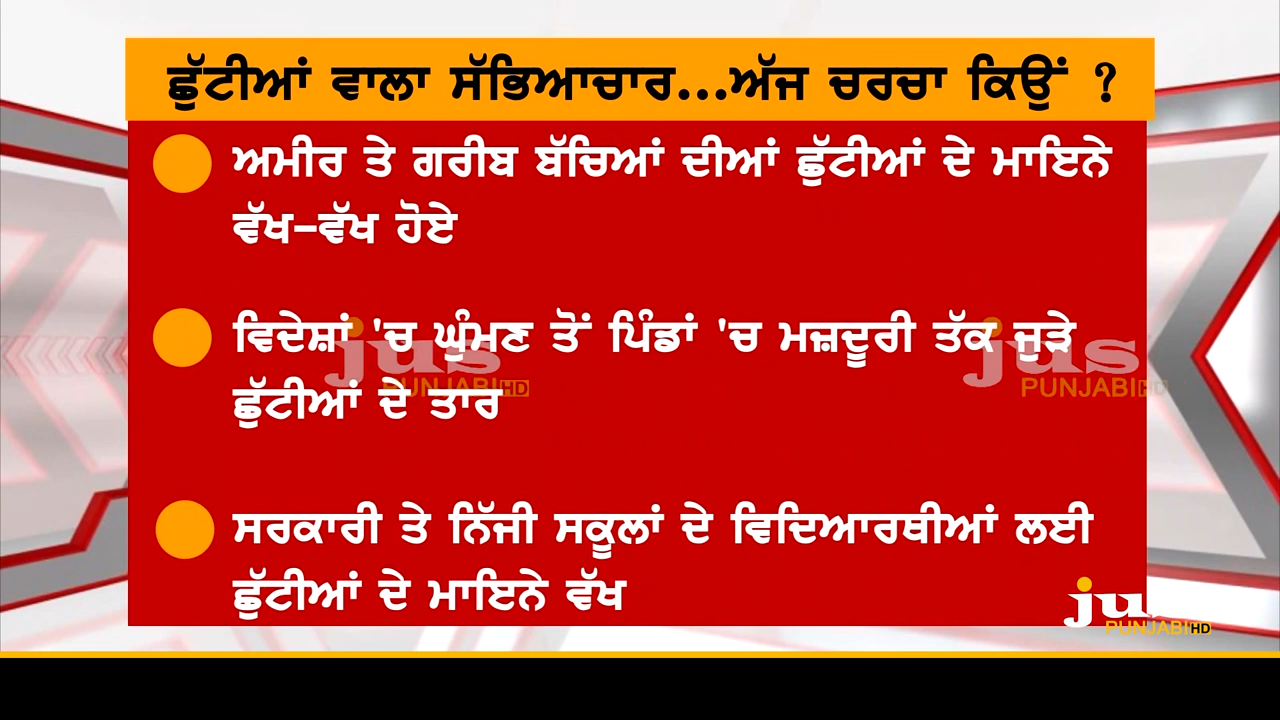 ਛੁੱਟੀਆਂ ਵਾਲਾ ਸੱਭਿਆਚਾਰ...ਅੱਜ ਚਰਚਾ ਕਿਉਂ ?
ਅਮੀਰ ਤੇ ਗਰੀਬ ਬੱਚਿਆਂ ਦੀਆਂ ਛੁੱਟੀਆਂ ਦੇ ਮਾਇਨੇ
ਵੱਖ-ਵੱਖ ਹੋਏ
ਵਿਦੇਸ਼ਾਂ 'ਚ ਘੁੰਮਣ ਤੋਂ ਪਿੰਡਾਂ 'ਚ ਮਜ਼ਦੂਰੀ ਤੱਕ ਜੁੜੇ
ਛੁੱਟੀਆਂ ਦੇ ਤਾਰ
ਸਰਕਾਰੀ ਤੇ ਨਿੱਜੀ ਸਕੂਲਾਂ ਦੇ ਵਿਦਿਆਰਥੀਆਂ ਲਈ
ਛੁੱਟੀਆਂ ਦੇ ਮਾਇਨੇ ਵੱਖ
jus
PUNJABI HD
jus
PUNJABI HD
jus
PUNJABI HD